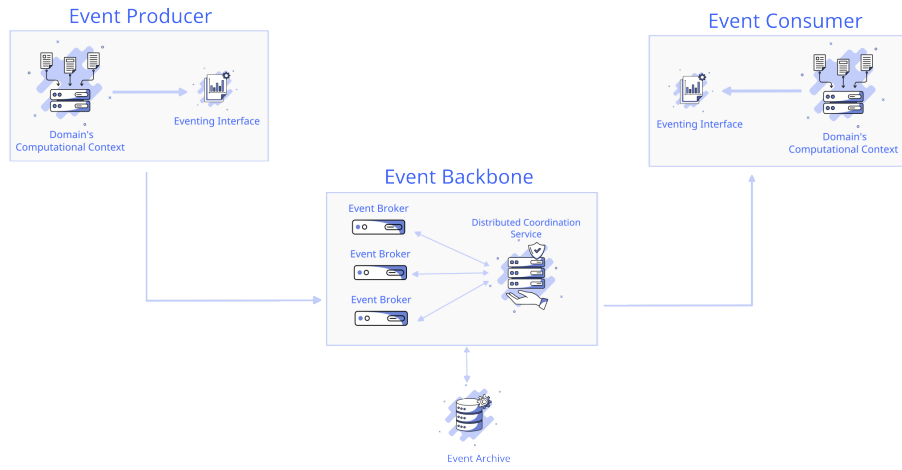 Event Producer
Domain's
Computational Context
Eventing Interface
Event Consumer
Eventing Interface
Domain's
Computational Context
Event Backbone
Event Broker
Event Broker
Event Broker
Distributed Coordination
Service
Event Archive